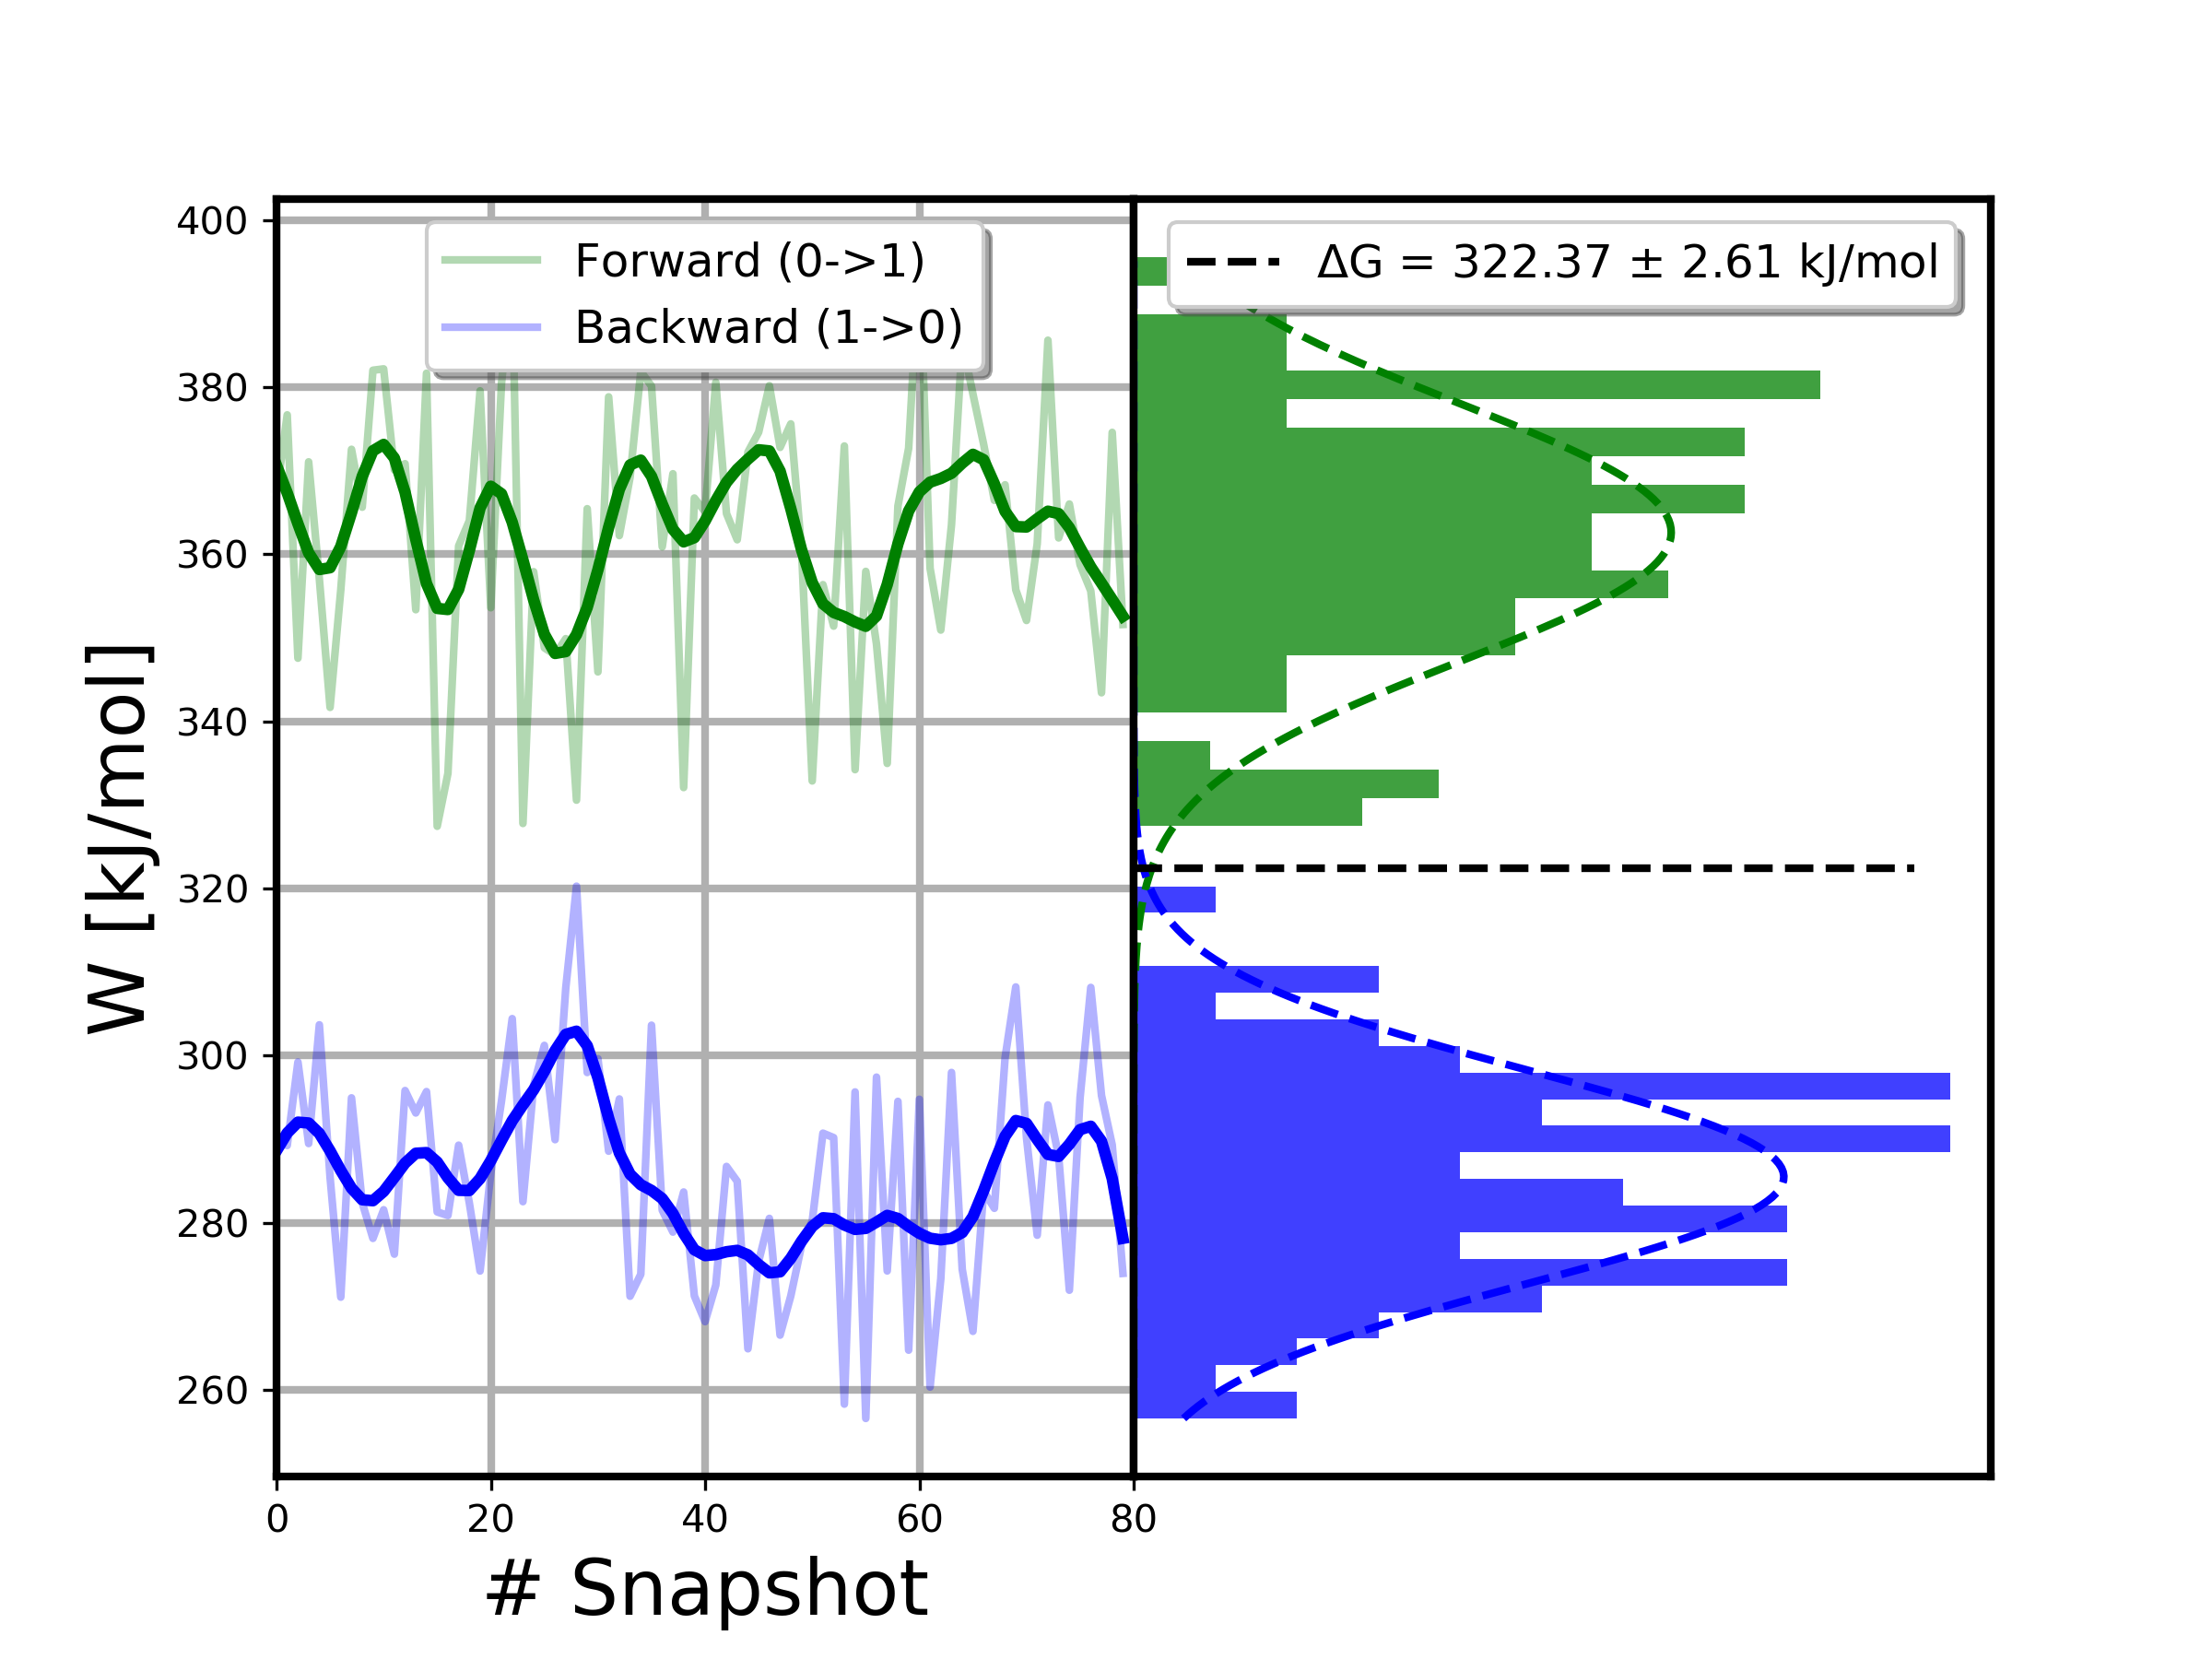 Forward (0->1)
Backward (1->0)
ΔG = 322.37 ± 2.61 kJ/mol
W [kJ/mol]
400
380
360
340
320
300
280
260
0 20 40 60 80
# Snapshot